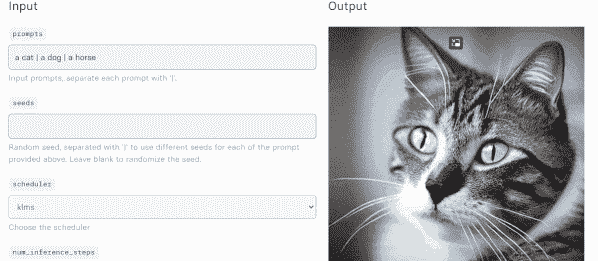 Input
prompts
a cat | a dog | a horse
Input prompts, separate each prompt with '|'.
seeds
Random seed, separated with '|' to use different seeds for each of the prompt
provided above. Leave blank to randomize the seed.
scheduler
klms
Choose the scheduler
num_inference_steps
Output